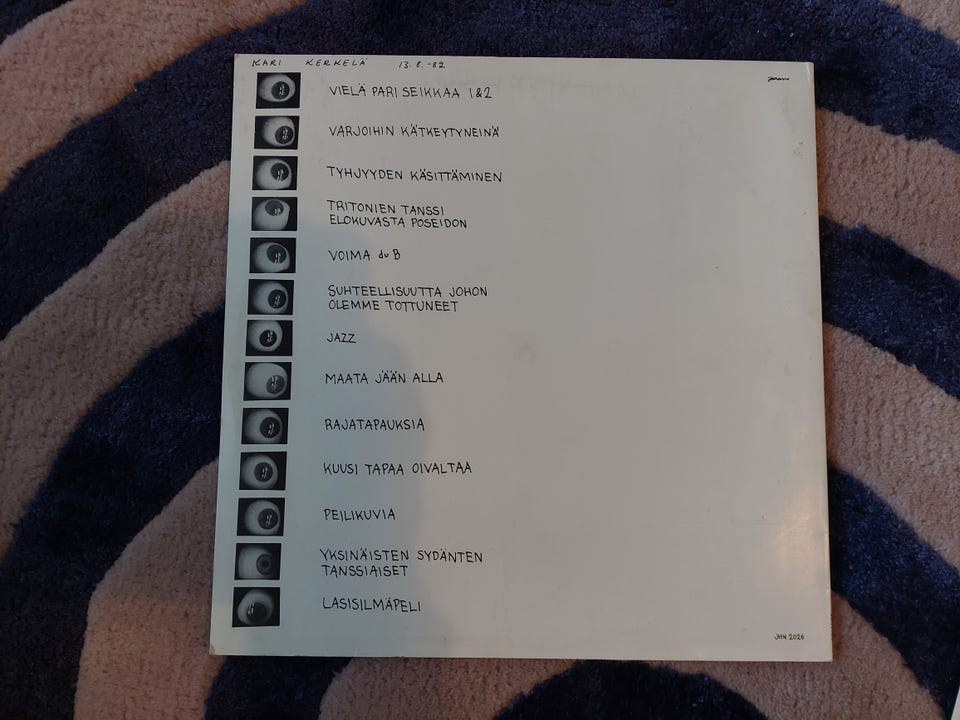 KARI KERKELÄ 13.8.-82
Johanna
VIELÄ PARI SEIKKAA 1&2
VARJOIHIN KÄTKEYTYNEINÄ
TYHJYYDEN KÄSITTÄMINEN
TRITONIEN TANSSI
ELOKUVASTA POSEIDON
VOIMA du B
SUHTEELLISUUTTA JOHON
OLEMME TOTTUNEET
JAZZ
MAATA JÄÄN ALLA
RAJATAPAUKSIA
KUUSI TAPAA OIVALTAA
PEILIKUVIA
YKSINÄISTEN SYDÄNTEN
TANSSIAISET
LASISILMÄPELI
JHN 2026